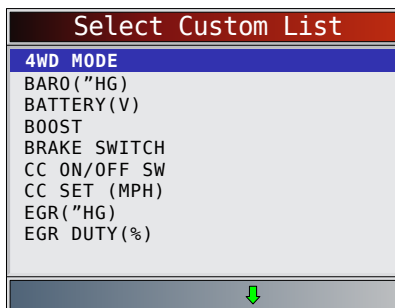 Select Custom List
4WD MODE
BARO(”HG)
BATTERY(V)
BOOST
BRAKE SWITCH
CC ON/OFF SW
CC SET (MPH)
EGR(”HG)
EGR DUTY(%)